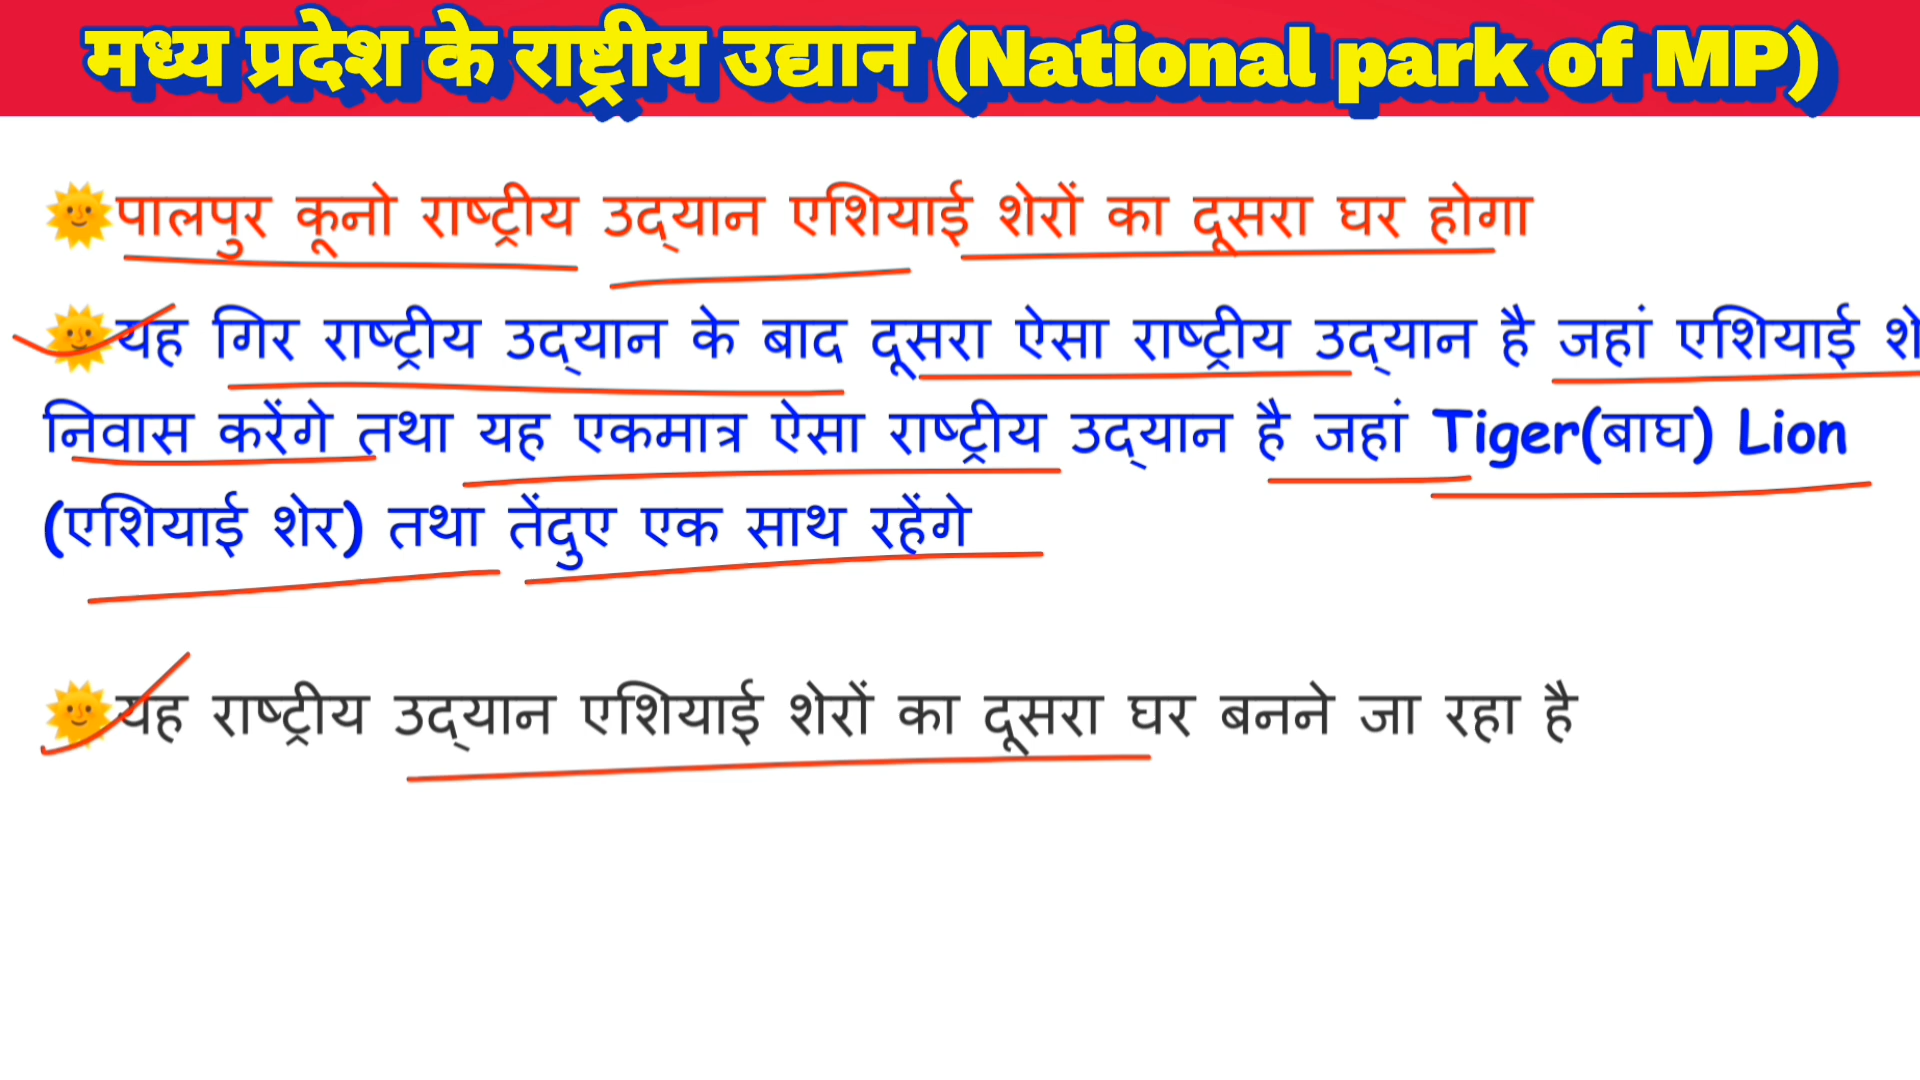 मध्य प्रदेश के राष्ट्रीय उद्यान (National park of MP)
पालपुर कूनो राष्ट्रीय उद्यान एशियाई शेरों का दूसरा घर होगा
यह गिर राष्ट्रीय उद्यान के बाद दूसरा ऐसा राष्ट्रीय उद्यान है जहां एशियाई शे
निवास करेंगे तथा यह एकमात्र ऐसा राष्ट्रीय उद्यान है जहां Tiger(बाघ) Lion
(एशियाई शेर) तथा तेंदुए एक साथ रहेंगे
यह राष्ट्रीय उद्यान एशियाई शेरों का दूसरा घर बनने जा रहा है